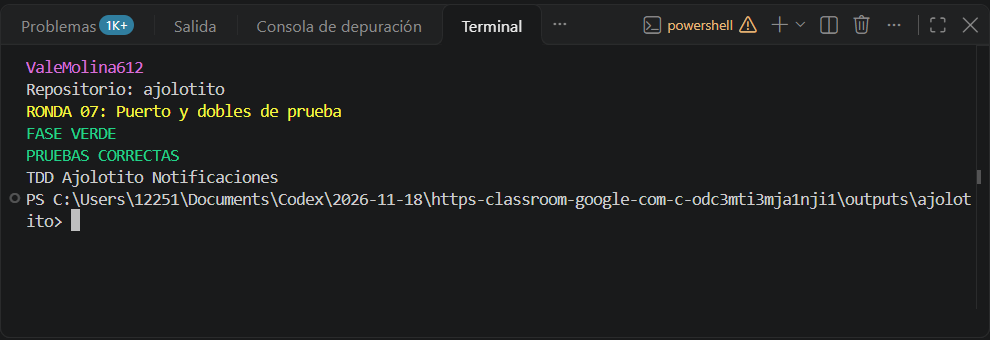 Problemas 1K+ Salida Consola de depuración Terminal ··· powershell ···
ValeMolina612
Repositorio: ajolotito
RONDA 07: Puerto y dobles de prueba
FASE VERDE
PRUEBAS CORRECTAS
TDD Ajolotito Notificaciones
PS C:\Users\12251\Documents\Codex\2026-11-18\https-classroom-google-com-c-odc3mti3mja1nji1\outputs\ajolot
ito>